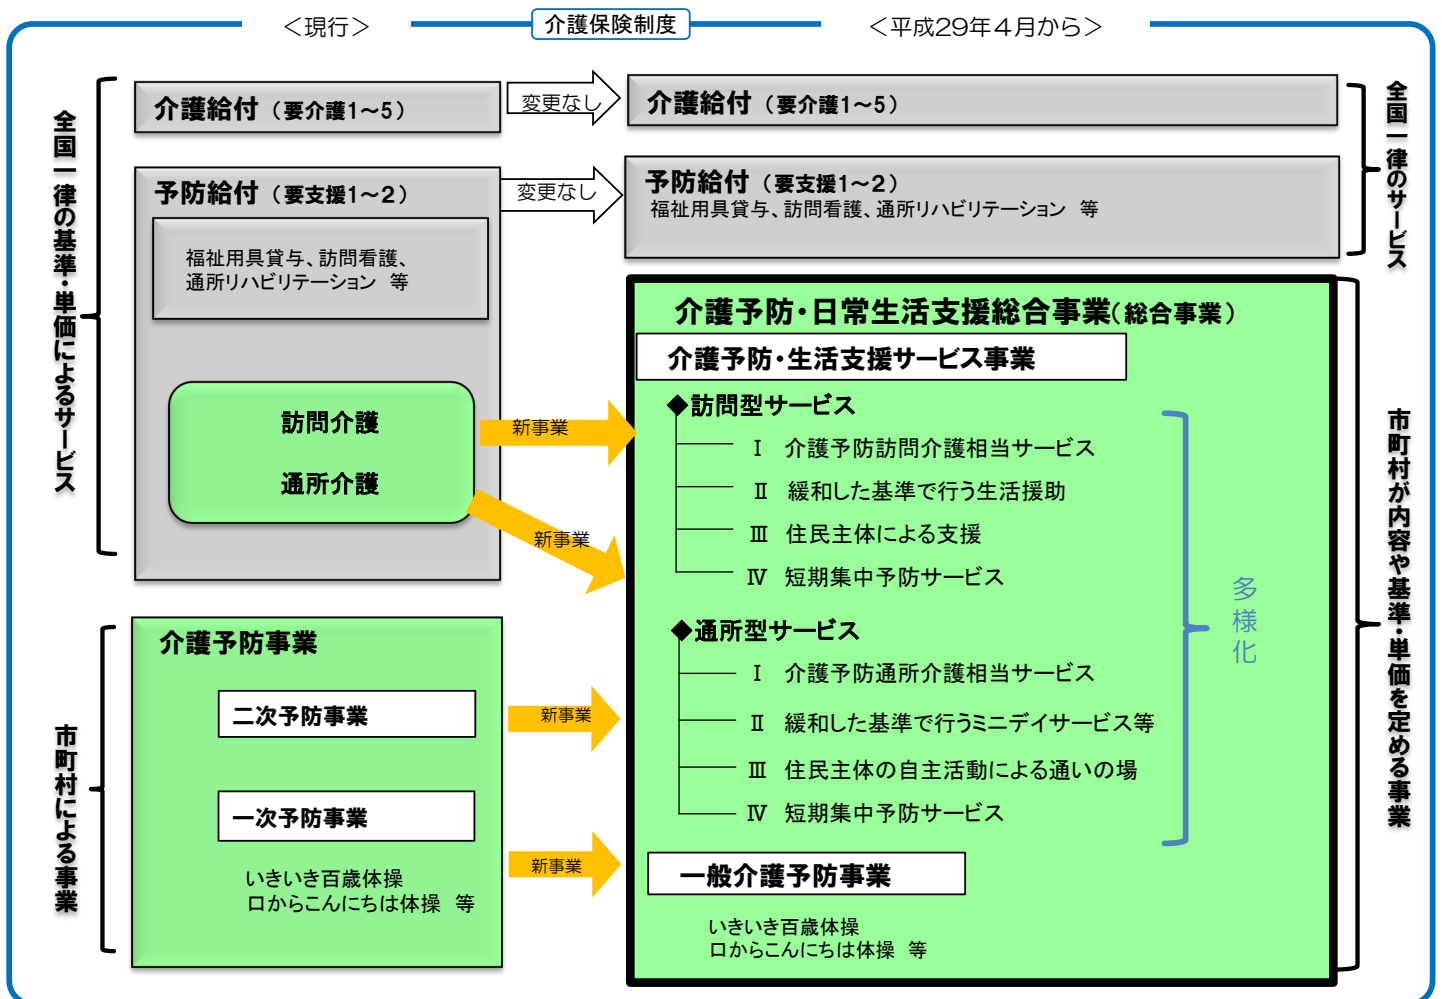 ＜現行＞
介護保険制度
＜平成29年４月から＞
全国一律の基準・単価によるサービス
介護給付（要介護1～5）
変更なし
介護給付（要介護1～5）
全国一律のサービス
予防給付（要支援1～2）
変更なし
予防給付（要支援1～2）
福祉用具貸与、訪問看護、通所リハビリテーション 等
福祉用具貸与、訪問看護、
通所リハビリテーション 等
訪問介護
通所介護
新事業
新事業
介護予防・日常生活支援総合事業（総合事業）
介護予防・生活支援サービス事業
◆訪問型サービス
Ⅰ 介護予防訪問介護相当サービス
Ⅱ 緩和した基準で行う生活援助
Ⅲ 住民主体による支援
Ⅳ 短期集中予防サービス
◆通所型サービス
Ⅰ 介護予防通所介護相当サービス
Ⅱ 緩和した基準で行うミニデイサービス等
Ⅲ 住民主体の自主活動による通いの場
Ⅳ 短期集中予防サービス
多様化
市町村が内容や基準・単価を定める事業
市町村による事業
介護予防事業
二次予防事業
新事業
一次予防事業
いきいき百歳体操
口からこんにちは体操 等
新事業
一般介護予防事業
いきいき百歳体操
口からこんにちは体操 等